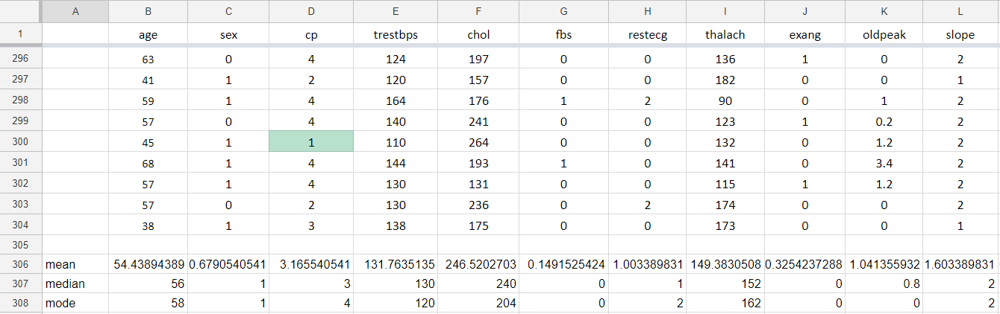 A B C D E F G H I J K L
1 age sex cp trestbps chol fbs restecg thalach exang oldpeak slope
296 63 0 4 124 197 0 0 136 1 0 2
297 41 1 2 120 157 0 0 182 0 0 1
298 59 1 4 164 176 1 2 90 0 1 2
299 57 0 4 140 241 0 0 123 1 0.2 2
300 45 1 1 110 264 0 0 132 0 1.2 2
301 68 1 4 144 193 1 0 141 0 3.4 2
302 57 1 4 130 131 0 0 115 1 1.2 2
303 57 0 2 130 236 0 2 174 0 0 2
304 38 1 3 138 175 0 0 173 0 0 1
305
306 mean 54.43894389 0.6790540541 3.165540541 131.7635135 246.5202703 0.1491525424 1.003389831 149.3830508 0.3254237288 1.041355932 1.603389831
307 median 56 1 3 130 240 0 1 152 0 0.8 2
308 mode 58 1 4 120 204 0 2 162 0 0 2